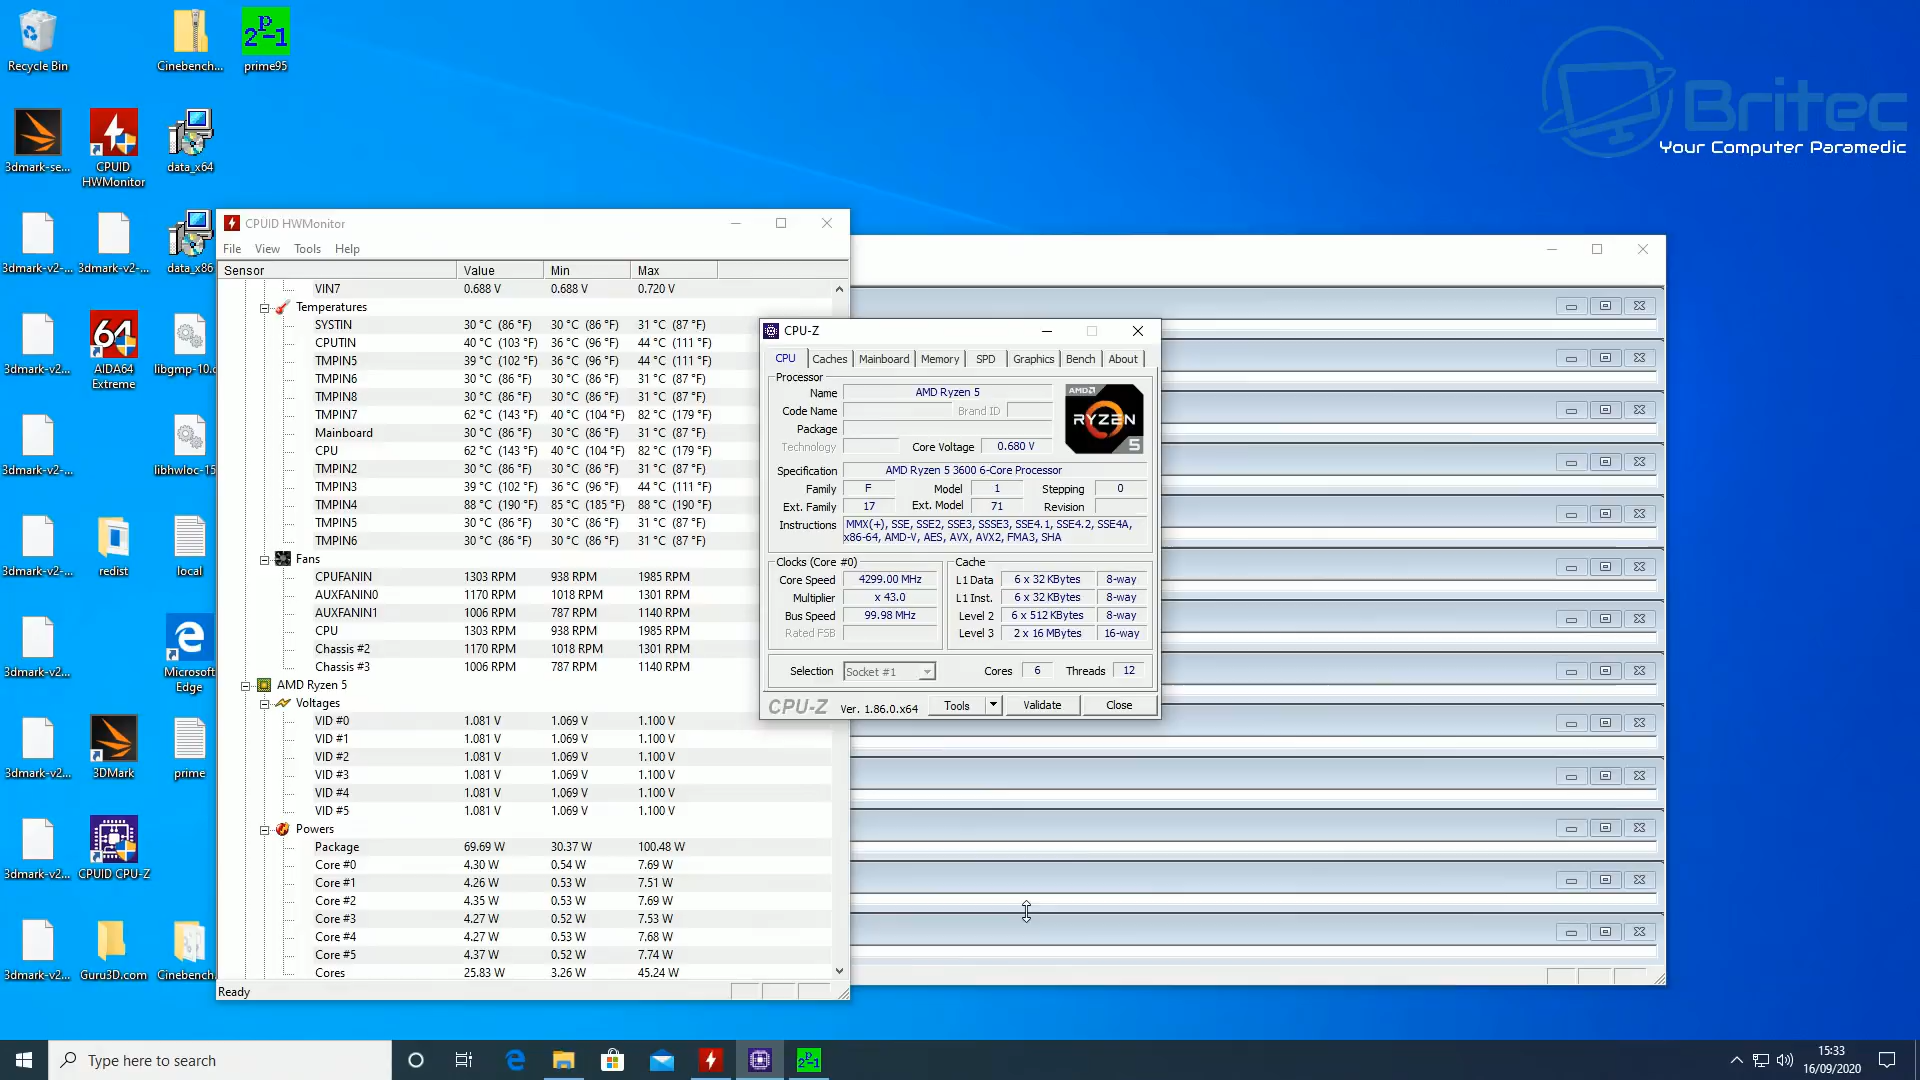 Recycle Bin
Cinebench...
prime95
3dmark-se...
CPUID
HWMonitor
data_x64
3dmark-v2-...
3dmark-v2-...
data_x86
3dmark-v2...
AIDA64
Extreme
libgmp-10.d
3dmark-v2-...
libhwloc-15
3dmark-v2-...
redist
local
3dmark-v2...
Microsoft
Edge
3dmark-v2...
3DMark
prime
3dmark-v2...
CPUID CPU-Z
3dmark-v2...
Guru3D.com
Cinebench
Britec
Your Computer Paramedic
CPUID HWMonitor
File View Tools Help
Sensor Value Min Max
VIN7 0.688 V 0.688 V 0.720 V
Temperatures
SYSTIN 30 °C (86 °F) 30 °C (86 °F) 31 °C (87 °F)
CPUTIN 40 °C (103 °F) 36 °C (96 °F) 44 °C (111 °F)
TMPIN5 39 °C (102 °F) 36 °C (96 °F) 44 °C (111 °F)
TMPIN6 30 °C (86 °F) 30 °C (86 °F) 31 °C (87 °F)
TMPIN8 30 °C (86 °F) 30 °C (86 °F) 31 °C (87 °F)
TMPIN7 62 °C (143 °F) 40 °C (104 °F) 82 °C (179 °F)
Mainboard 30 °C (86 °F) 30 °C (86 °F) 31 °C (87 °F)
CPU 62 °C (143 °F) 40 °C (104 °F) 82 °C (179 °F)
TMPIN2 30 °C (86 °F) 30 °C (86 °F) 31 °C (87 °F)
TMPIN3 39 °C (102 °F) 36 °C (96 °F) 44 °C (111 °F)
TMPIN4 88 °C (190 °F) 85 °C (185 °F) 88 °C (190 °F)
TMPIN5 30 °C (86 °F) 30 °C (86 °F) 31 °C (87 °F)
TMPIN6 30 °C (86 °F) 30 °C (86 °F) 31 °C (87 °F)
Fans
CPUFANIN 1303 RPM 938 RPM 1985 RPM
AUXFANIN0 1170 RPM 1018 RPM 1301 RPM
AUXFANIN1 1006 RPM 787 RPM 1140 RPM
CPU 1303 RPM 938 RPM 1985 RPM
Chassis #2 1170 RPM 1018 RPM 1301 RPM
Chassis #3 1006 RPM 787 RPM 1140 RPM
AMD Ryzen 5
Voltages
VID #0 1.081 V 1.069 V 1.100 V
VID #1 1.081 V 1.069 V 1.100 V
VID #2 1.081 V 1.069 V 1.100 V
VID #3 1.081 V 1.069 V 1.100 V
VID #4 1.081 V 1.069 V 1.100 V
VID #5 1.081 V 1.069 V 1.100 V
Powers
Package 69.69 W 30.37 W 100.48 W
Core #0 4.30 W 0.54 W 7.69 W
Core #1 4.26 W 0.53 W 7.51 W
Core #2 4.35 W 0.53 W 7.69 W
Core #3 4.27 W 0.52 W 7.53 W
Core #4 4.27 W 0.53 W 7.68 W
Core #5 4.37 W 0.52 W 7.74 W
Cores 25.83 W 3.26 W 45.24 W
Ready
CPU-Z
CPU Caches Mainboard Memory SPD Graphics Bench About
Processor
Name AMD Ryzen 5
Code Name Brand ID
Package
Technology Core Voltage 0.680 V
AMD RYZEN 5
Specification AMD Ryzen 5 3600 6-Core Processor
Family F Model 1 Stepping 0
Ext. Family 17 Ext. Model 71 Revision
Instructions MMX(+), SSE, SSE2, SSE3, SSSE3, SSE4.1, SSE4.2, SSE4A,
x86-64, AMD-V, AES, AVX, AVX2, FMA3, SHA
Clocks (Core #0) Cache
Core Speed 4299.00 MHz L1 Data 6 x 32 KBytes 8-way
Multiplier x 43.0 L1 Inst. 6 x 32 KBytes 8-way
Bus Speed 99.98 MHz Level 2 6 x 512 KBytes 8-way
Rated FSB Level 3 2 x 16 MBytes 16-way
Selection Socket #1 Cores 6 Threads 12
CPU-Z Ver. 1.86.0.x64 Tools Validate Close
Type here to search
15:33
16/09/2020